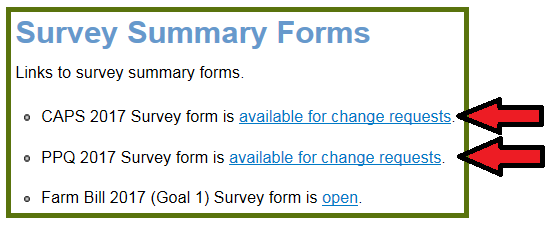 Survey Summary Forms
Links to survey summary forms.
CAPS 2017 Survey form is available for change requests.
PPQ 2017 Survey form is available for change requests.
Farm Bill 2017 (Goal 1) Survey form is open.